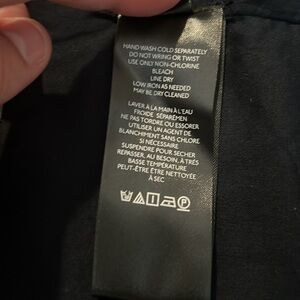 HAND WASH COLD SEPARATELY
DO NOT WRING OR TWIST
USE ONLY NON-CHLORINE
BLEACH
LINE DRY
LOW IRON AS NEEDED
MAY BE DRY CLEANED
LAVER À LA MAIN À L'EAU
FROIDE SÉPARÉMEN
NE PAS TORDRE OU ESSORER
UTILISER UN AGENT DE
BLANCHIMENT SANS CHLORE
SI NÉCESSAIRE
SUSPENDRE POUR SÉCHER
REPASSER, AU BESOIN, À TRÈS
BASSE TEMPÉRATURE
PEUT-ÊTRE ÊTRE NETTOYÉE
À SEC